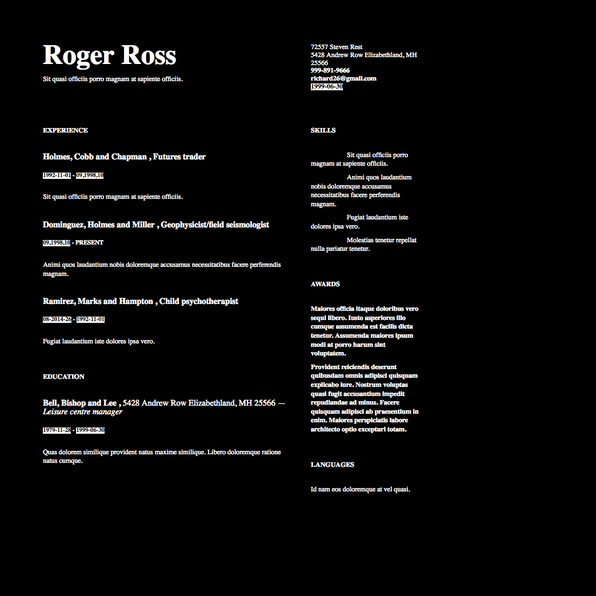 Roger Ross
Sit quasi officiis porro magnam at sapiente officiis.
72557 Steven Rest
5428 Andrew Row Elizabethland, MH
25566
999-891-9666
richard26@gmail.com
1999-06-30
EXPERIENCE
Holmes, Cobb and Chapman , Futures trader
1992-11-01 - 09.1998.10
Sit quasi officiis porro magnam at sapiente officiis.
Dominguez, Holmes and Miller , Geophysicist/field seismologist
09.1998.10 - PRESENT
Animi quos laudantium nobis doloremque accusamus necessitatibus facere perferendis
magnam.
Ramirez, Marks and Hampton , Child psychotherapist
08-2014-26 - 1992-11-01
Fugiat laudantium iste dolores ipsa vero.
EDUCATION
Bell, Bishop and Lee , 5428 Andrew Row Elizabethland, MH 25566 —
Leisure centre manager
1979-11-25 - 1999-06-30
Quas dolorem similique provident natus maxime similique. Libero doloremque ratione
natus cumque.
SKILLS
Sit quasi officiis porro
magnam at sapiente officiis.
Animi quos laudantium
nobis doloremque accusamus
necessitatibus facere perferendis
magnam.
Fugiat laudantium iste
dolores ipsa vero.
Molestias tenetur repellat
nulla pariatur tenetur.
AWARDS
Maiores officia itaque doloribus vero
sequi libero. Iusto asperiores illo
cumque assumenda est facilis dicta
tenetur. Assumenda maiores ipsum
modi at porro harum sint
voluptatem.
Provident reiciendis deserunt
quibusdam omnis adipisci quisquam
explicabo iure. Nostrum voluptas
quasi fugit accusantium impedit
repudiandae ad minus. Facere
quisquam adipisci ab praesentium in
enim. Maiores perspiciatis labore
architecto optio excepturi totam.
LANGUAGES
Id nam eos doloremque at vel quasi.